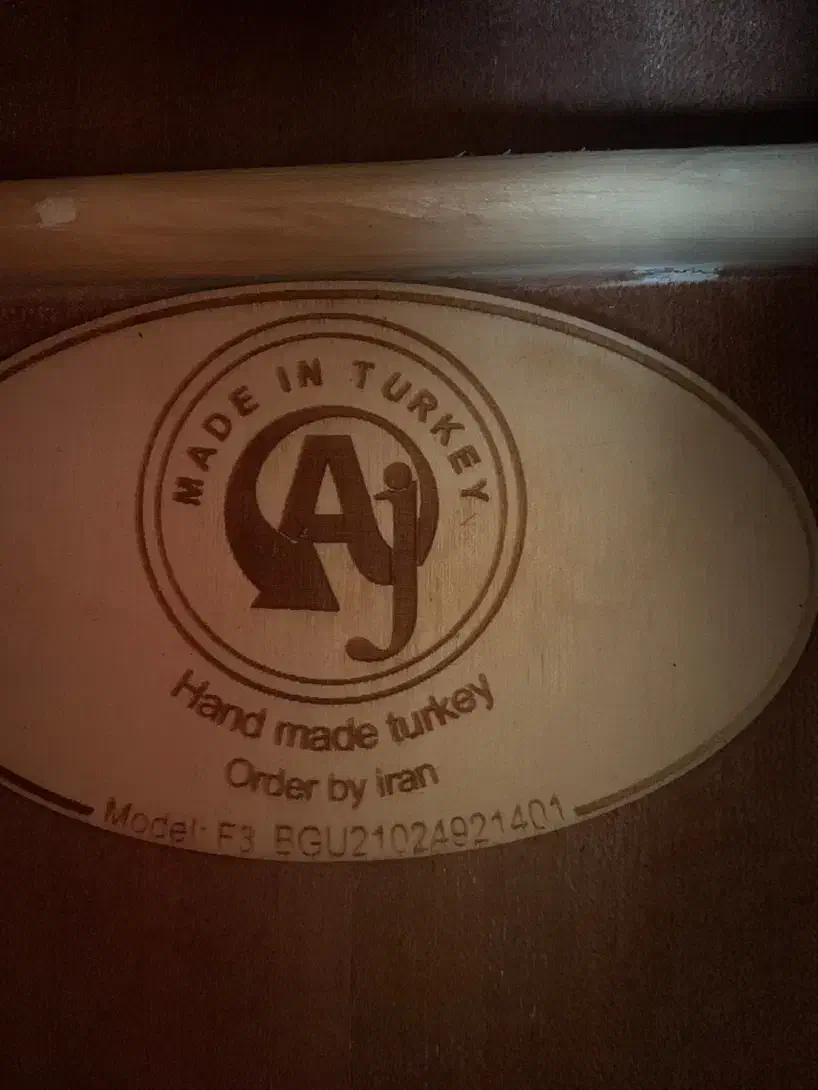 MADE IN TURKEY
Aj
Hand made turkey
Order by iran
Model: F3 BGU21024921401